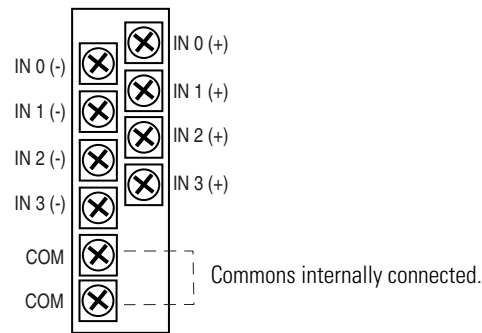 IN 0 (+)
IN 0 (-)
IN 1 (+)
IN 1 (-)
IN 2 (+)
IN 2 (-)
IN 3 (+)
IN 3 (-)
COM
Commons internally connected.
COM